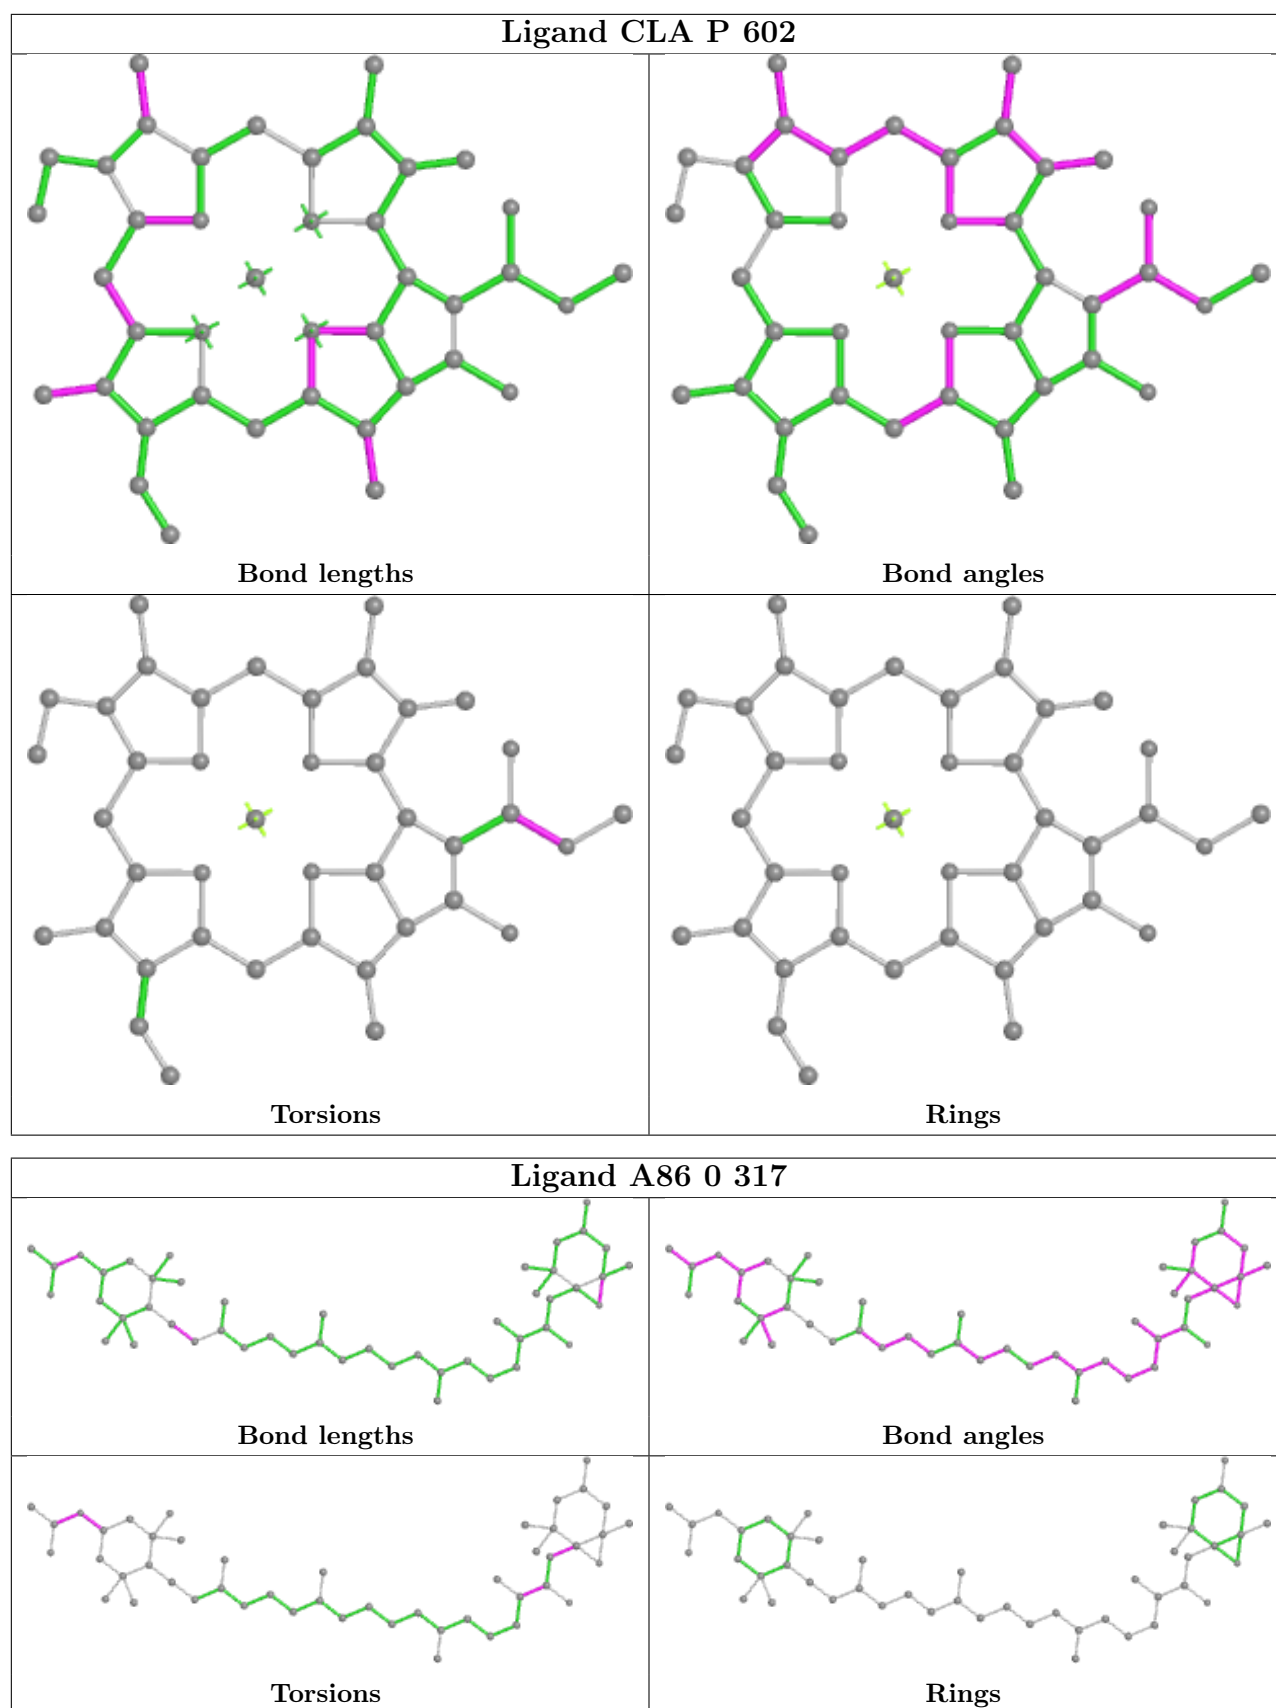 Ligand CLA P 602
Bond lengths
Bond angles
Torsions
Rings
Ligand A86 0 317
Bond lengths
Bond angles
Torsions
Rings